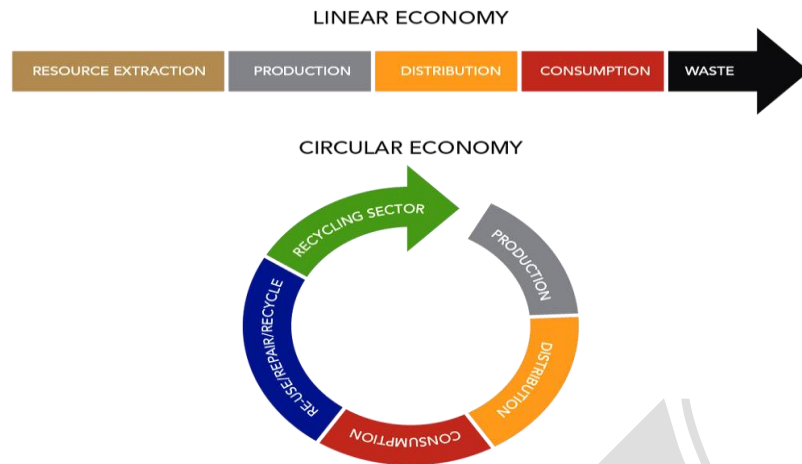 LINEAR ECONOMY
RESOURCE EXTRACTION PRODUCTION DISTRIBUTION CONSUMPTION WASTE
CIRCULAR ECONOMY
RECYCLING SECTOR
PRODUCTION
DISTRIBUTION
CONSUMPTION
RE-USE/REPAIR/RECYCLE